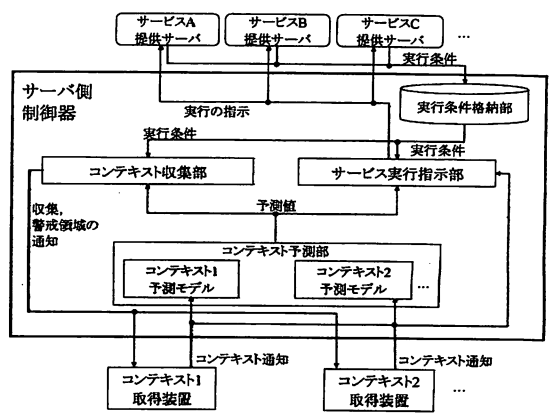 サービスA
提供サーバ
サービスB
提供サーバ
サービスC
提供サーバ
…
実行条件
サーバ側
制御器
実行条件格納部
実行の指示
実行条件
実行条件
コンテキスト収集部
サービス実行指示部
収集,
警戒領域の
通知
予測値
コンテキスト予測部
コンテキスト1
予測モデル
コンテキスト2
予測モデル
…
コンテキスト通知
コンテキスト通知
コンテキスト1
取得装置
コンテキスト2
取得装置
…